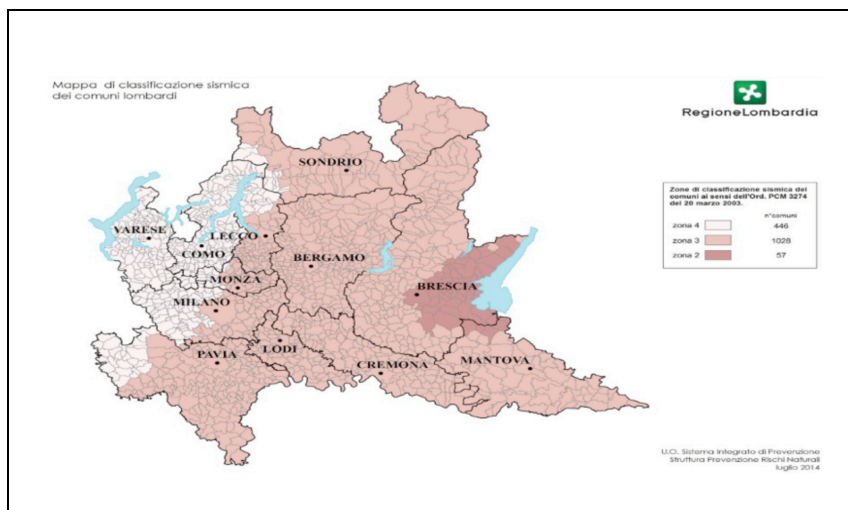 Mappa di classificazione sismica
dei comuni lombardi
RegioneLombardia
Zone di classificazione sismica dei
comuni ai sensi dell'Ord. PCM 3274
del 20 marzo 2003.
n°comuni
zona 4 446
zona 3 1028
zona 2 57
SONDRIO
VARESE
LECCO
COMO
BERGAMO
MONZA
BRESCIA
MILANO
PAVIA
LODI
CREMONA
MANTOVA
U.O. Sistema Integrato di Prevenzione
Struttura Prevenzione Rischi Naturali
luglio 2014